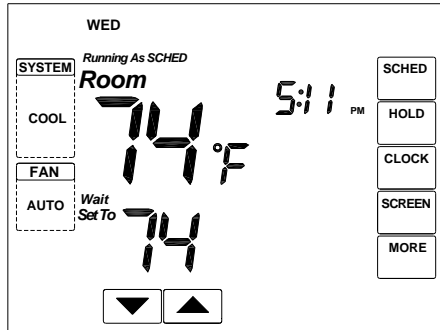 WED
Running As SCHED
SYSTEM
Room
COOL
74 °F
5:11 PM
FAN
AUTO
Wait
Set To
74
SCHED
HOLD
CLOCK
SCREEN
MORE